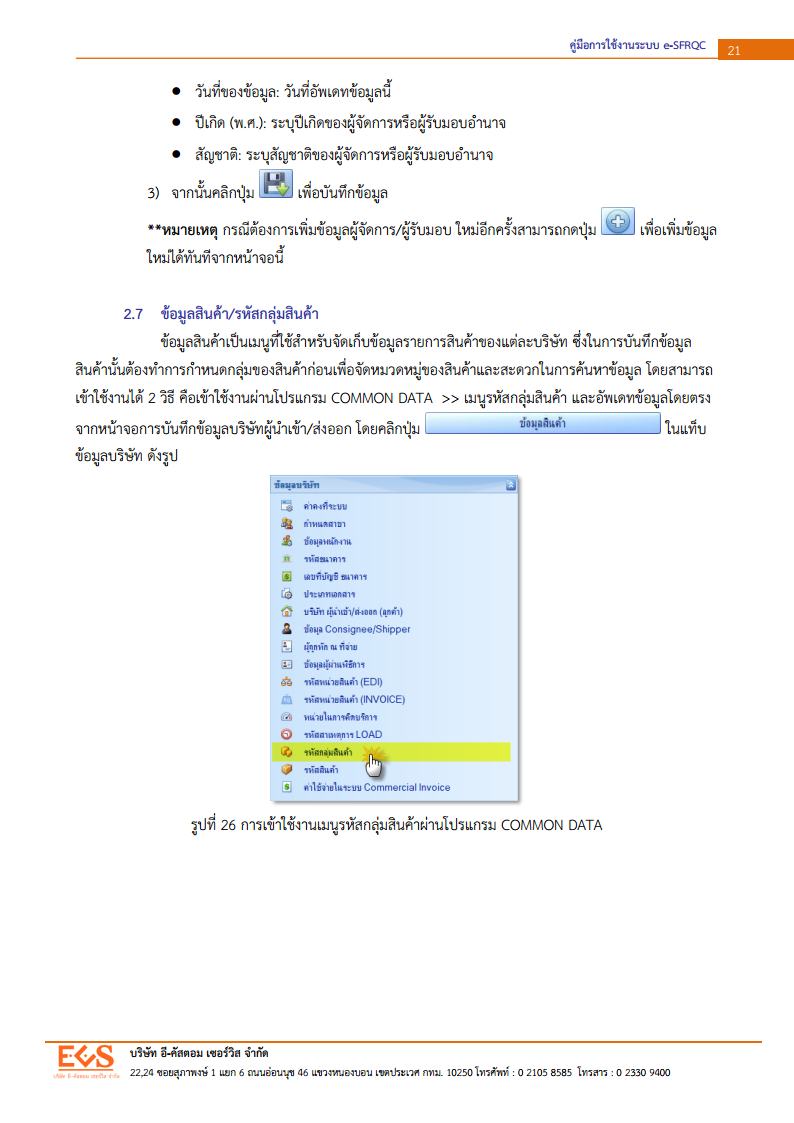 คู่มือการใช้งานระบบ e-SFRQC 21
● วันที่ของข้อมูล: วันที่อัพเดทข้อมูลนี้
● ปีเกิด (พ.ศ.): ระบุปีเกิดของผู้จัดการหรือผู้รับมอบอำนาจ
● สัญชาติ: ระบุสัญชาติของผู้จัดการหรือผู้รับมอบอำนาจ
3) จากนั้นคลิกปุ่ม เพื่อบันทึกข้อมูล
**หมายเหตุ กรณีต้องการเพิ่มข้อมูลผู้จัดการ/ผู้รับมอบ ใหม่อีกครั้งสามารถกดปุ่ม เพื่อเพิ่มข้อมูล
ใหม่ได้ทันทีจากหน้าจอนี้
2.7 ข้อมูลสินค้า/รหัสกลุ่มสินค้า
ข้อมูลสินค้าเป็นเมนูที่ใช้สำหรับจัดเก็บข้อมูลรายการสินค้าของแต่ละบริษัท ซึ่งในการบันทึกข้อมูล
สินค้านั้นต้องทำการกำหนดกลุ่มของสินค้าก่อนเพื่อจัดหมวดหมู่ของสินค้าและสะดวกในการค้นหาข้อมูล โดยสามารถ
เข้าใช้งานได้ 2 วิธี คือเข้าใช้งานผ่านโปรแกรม COMMON DATA >> เมนูรหัสกลุ่มสินค้า และอัพเดทข้อมูลโดยตรง
จากหน้าจอการบันทึกข้อมูลบริษัทผู้นำเข้า/ส่งออก โดยคลิกปุ่ม ข้อมูลสินค้า ในแท็บ
ข้อมูลบริษัท ดังรูป
ข้อมูลบริษัท
ค่าคงที่ระบบ
กำหนดสาขา
ข้อมูลพนักงาน
รหัสธนาคาร
เลขที่บัญชี ธนาคาร
ประเภทเอกสาร
บริษัท ผู้นำเข้า/ส่งออก (ลูกค้า)
ข้อมูล Consignee/Shipper
ผู้ถูกหัก ณ ที่จ่าย
ข้อมูลผู้ผ่านพิธีการ
รหัสหน่วยสินค้า (EDI)
รหัสหน่วยสินค้า (INVOICE)
หน่วยในการคิดบริการ
รหัสสาเหตุการ LOAD
รหัสกลุ่มสินค้า
รหัสสินค้า
ค่าใช้จ่ายในระบบ Commercial Invoice
รูปที่ 26 การเข้าใช้งานเมนูรหัสกลุ่มสินค้าผ่านโปรแกรม COMMON DATA
ECS
บริษัท อี-คัสตอม เซอร์วิส จำกัด
บริษัท อี-คัสตอม เซอร์วิส จำกัด
22,24 ซอยสุภาพงษ์ 1 แยก 6 ถนนอ่อนนุช 46 แขวงหนองบอน เขตประเวศ กทม. 10250 โทรศัพท์ : 0 2105 8585 โทรสาร : 0 2330 9400